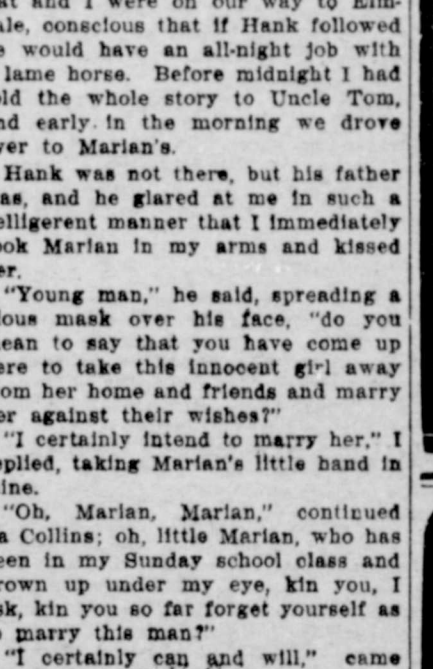 at and I were on our way to Elm-
ale, conscious that if Hank followed
e would have an all-night job with
lame horse. Before midnight I had
ld the whole story to Uncle Tom,
nd early in the morning we drove
ver to Marian's.
Hank was not there, but his father
as, and he glared at me in such a
elligerent manner that I immediately
ook Marian in my arms and kissed
er.
"Young man," he said, spreading a
ious mask over his face, "do you
ean to say that you have come up
ere to take this innocent girl away
om her home and friends and marry
er against their wishes?"
"I certainly intend to marry her," I
eplied, taking Marian's little hand in
ine.
"Oh, Marian, Marian," continued
a Collins; oh, little Marian, who has
een in my Sunday school class and
rown up under my eye, kin you, I
sk, kin you so far forget yourself as
o marry this man?"
"I certainly can and will," came